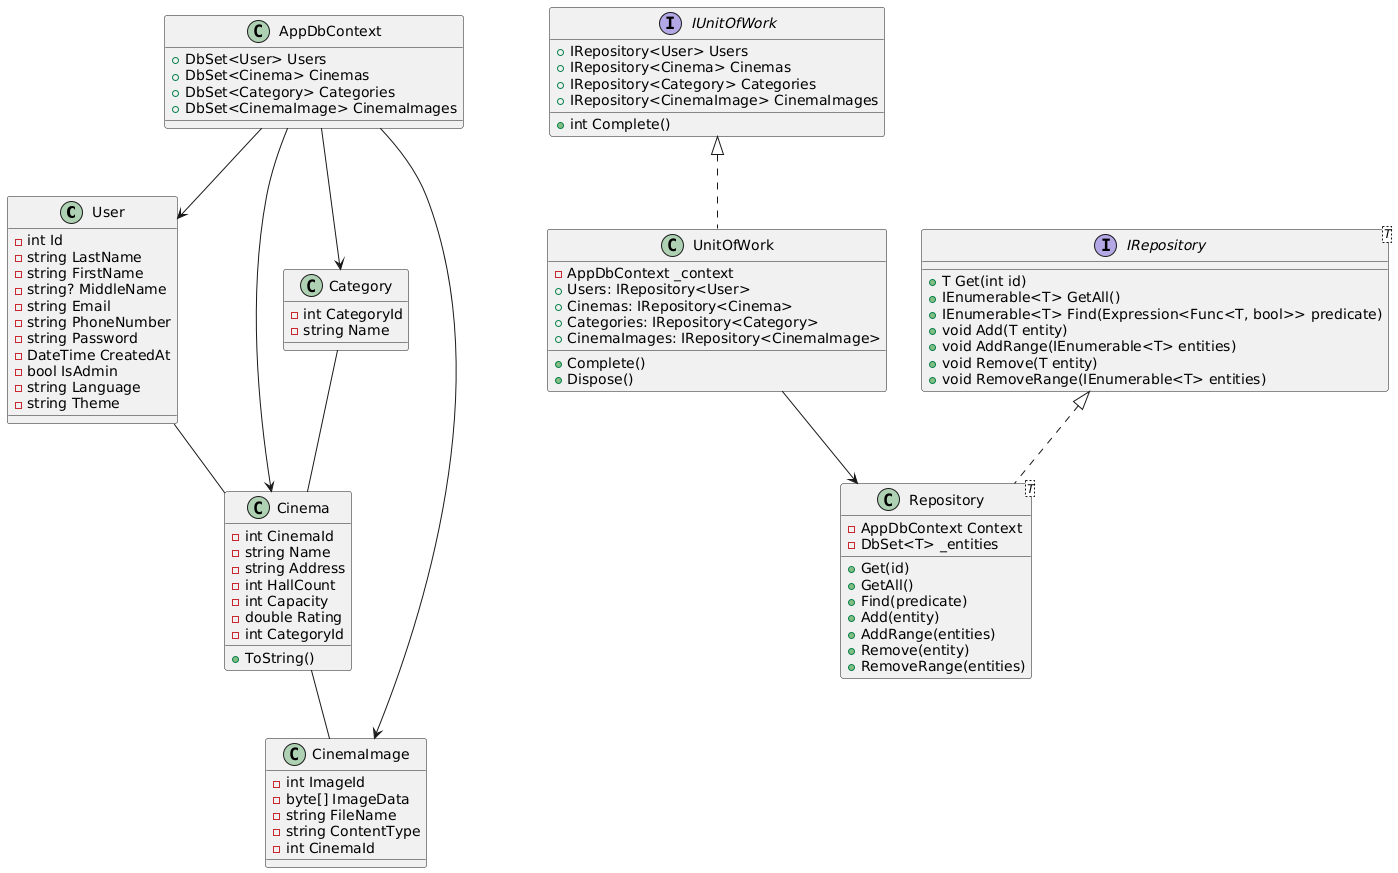 C AppDbContext
DbSet<User> Users
DbSet<Cinema> Cinemas
DbSet<Category> Categories
DbSet<CinemaImage> CinemaImages
I IUnitOfWork
IRepository<User> Users
IRepository<Cinema> Cinemas
IRepository<Category> Categories
IRepository<CinemaImage> CinemaImages
int Complete()
C User
int Id
string LastName
string FirstName
string? MiddleName
string Email
string PhoneNumber
string Password
DateTime CreatedAt
bool IsAdmin
string Language
string Theme
C Category
int CategoryId
string Name
C UnitOfWork
AppDbContext _context
Users: IRepository<User>
Cinemas: IRepository<Cinema>
Categories: IRepository<Category>
CinemaImages: IRepository<CinemaImage>
Complete()
Dispose()
I IRepository
T
T Get(int id)
IEnumerable<T> GetAll()
IEnumerable<T> Find(Expression<Func<T, bool>> predicate)
void Add(T entity)
void AddRange(IEnumerable<T> entities)
void Remove(T entity)
void RemoveRange(IEnumerable<T> entities)
C Cinema
int CinemaId
string Name
string Address
int HallCount
int Capacity
double Rating
int CategoryId
ToString()
C Repository
T
AppDbContext Context
DbSet<T> _entities
Get(id)
GetAll()
Find(predicate)
Add(entity)
AddRange(entities)
Remove(entity)
RemoveRange(entities)
C CinemaImage
int ImageId
byte[] ImageData
string FileName
string ContentType
int CinemaId